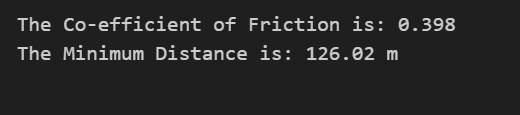 The Co-efficient of Friction is: 0.398
The Minimum Distance is: 126.02 m